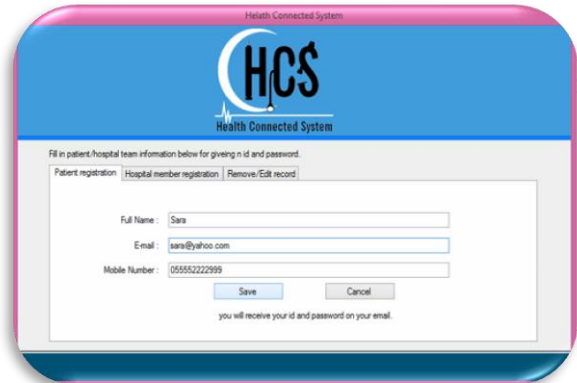 Helath Connected System
HCS
Health Connected System
Fill in patient/hospital team information below for giveing n id and password.
Patient registration Hospital member registration Remove/Edit record
Full Name : Sara
E-mail : sara@yahoo.com
Mobile Number : 055552222999
Save Cancel
you will receive your id and password on your email.